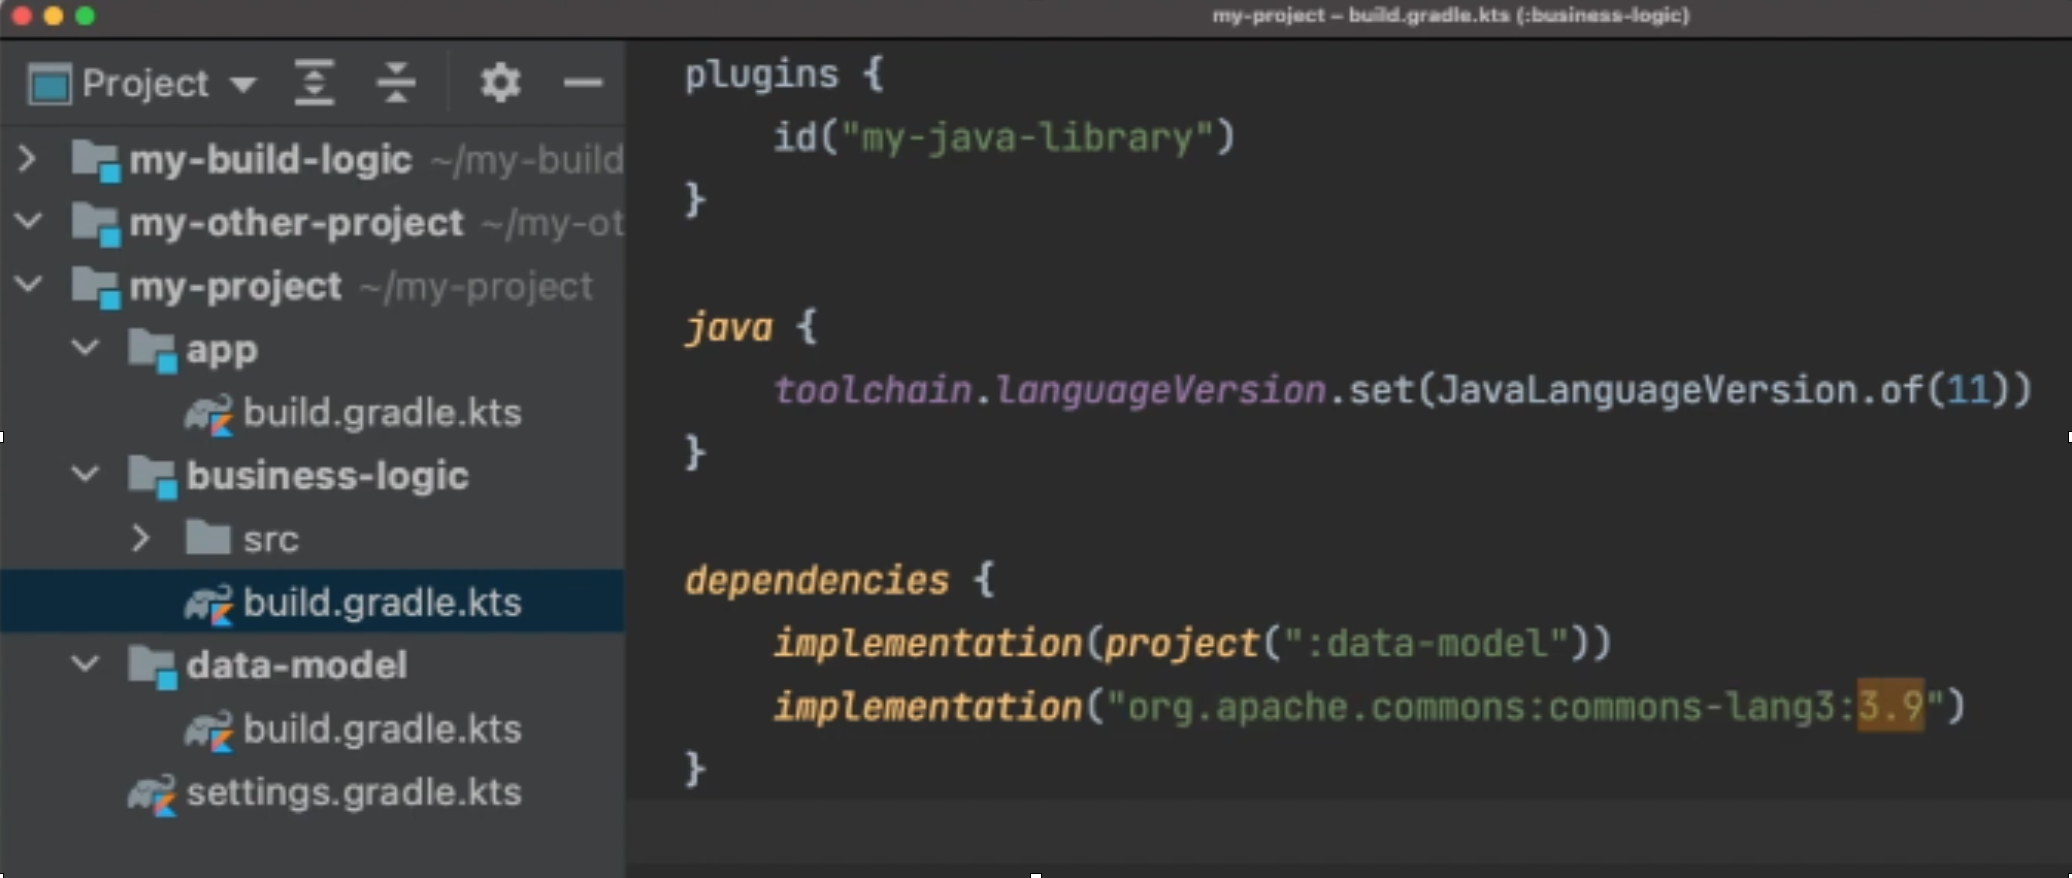 my-project – build.gradle.kts (:business-logic)
Project
my-build-logic ~/my-build
my-other-project ~/my-ot
my-project ~/my-project
app
build.gradle.kts
business-logic
src
build.gradle.kts
data-model
build.gradle.kts
settings.gradle.kts
plugins {
    id("my-java-library")
}
java {
    toolchain.languageVersion.set(JavaLanguageVersion.of(11))
}
dependencies {
    implementation(project(":data-model"))
    implementation("org.apache.commons:commons-lang3:3.9")
}